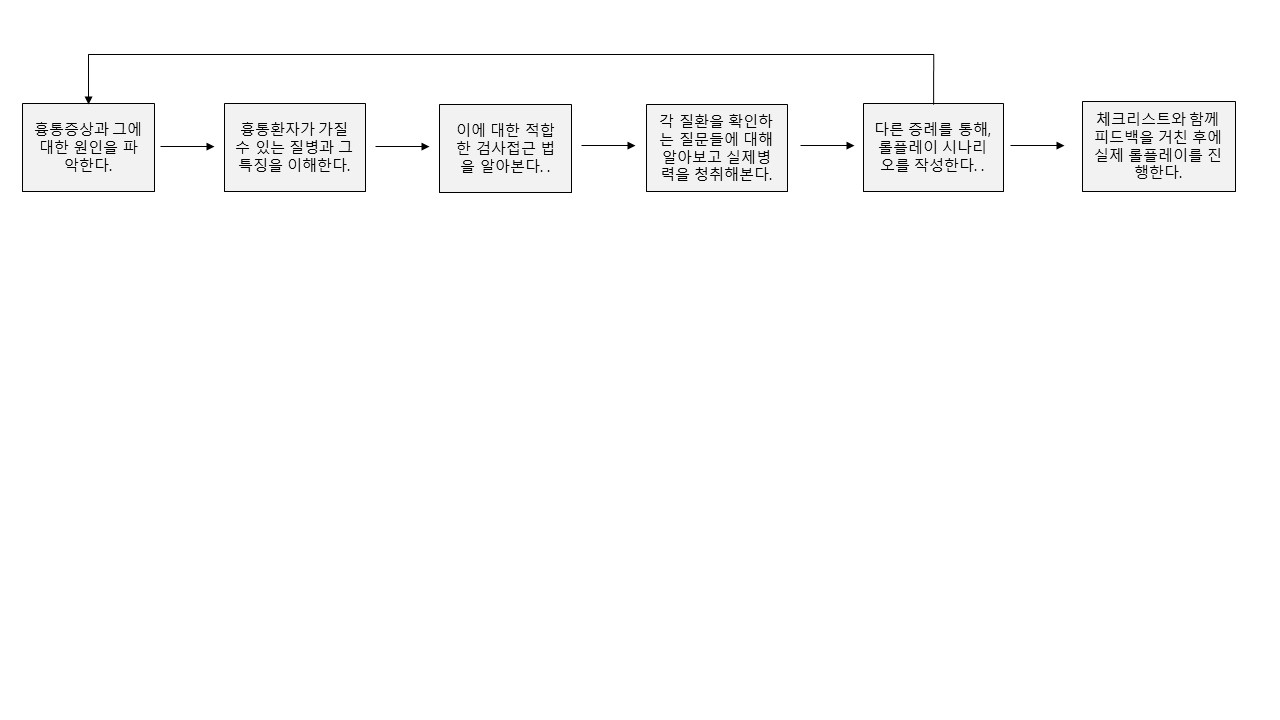 흉통증상과 그에
대한 원인을 파
악한다.
흉통환자가 가질
수 있는 질병과 그
특징을 이해한다.
이에 대한 적합
한 검사접근 법
을 알아본다. .
각 질환을 확인하
는 질문들에 대해
알아보고 실제병
력을 청취해본다.
다른 증례를 통해,
롤플레이 시나리
오를 작성한다. .
체크리스트와 함께
피드백을 거친 후에
실제 롤플레이를 진
행한다.